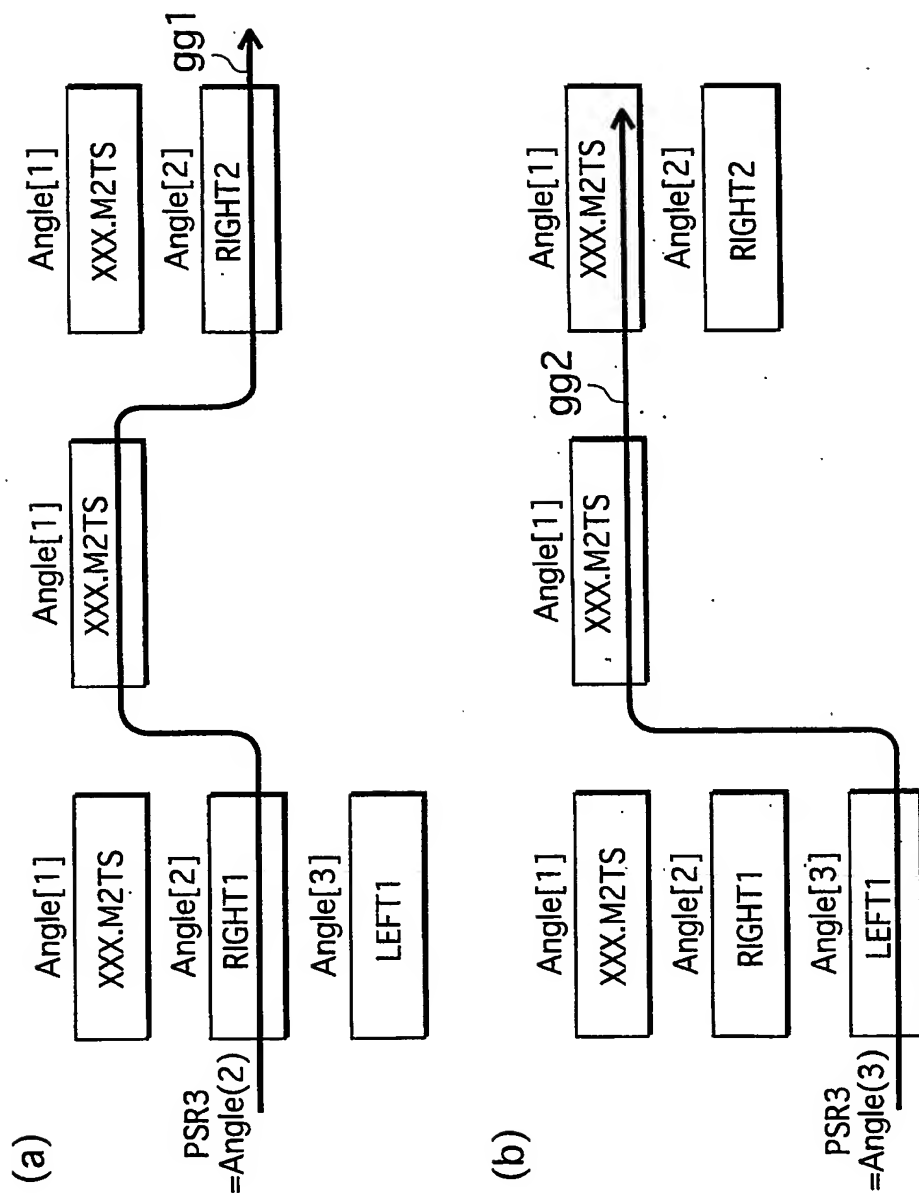 (a)
PSR3
=Angle(2)
Angle[1]
XXX.M2TS
Angle[2]
RIGHT1
Angle[3]
LEFT1
Angle[1]
XXX.M2TS
Angle[1]
XXX.M2TS
Angle[2]
RIGHT2
gg1
(b)
PSR3
=Angle(3)
Angle[1]
XXX.M2TS
Angle[2]
RIGHT1
Angle[3]
LEFT1
Angle[1]
XXX.M2TS
gg2
Angle[1]
XXX.M2TS
Angle[2]
RIGHT2